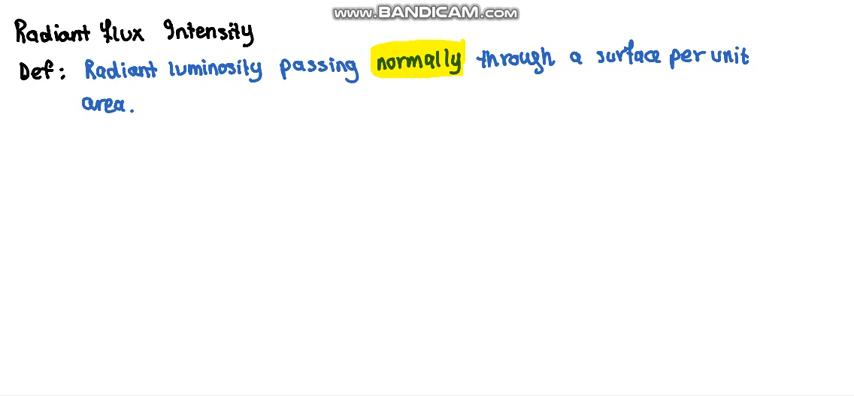 www.BANDICAM.com
Radiant flux Intensity
Def: Radiant luminosity passing normally through a surface per unit
area.